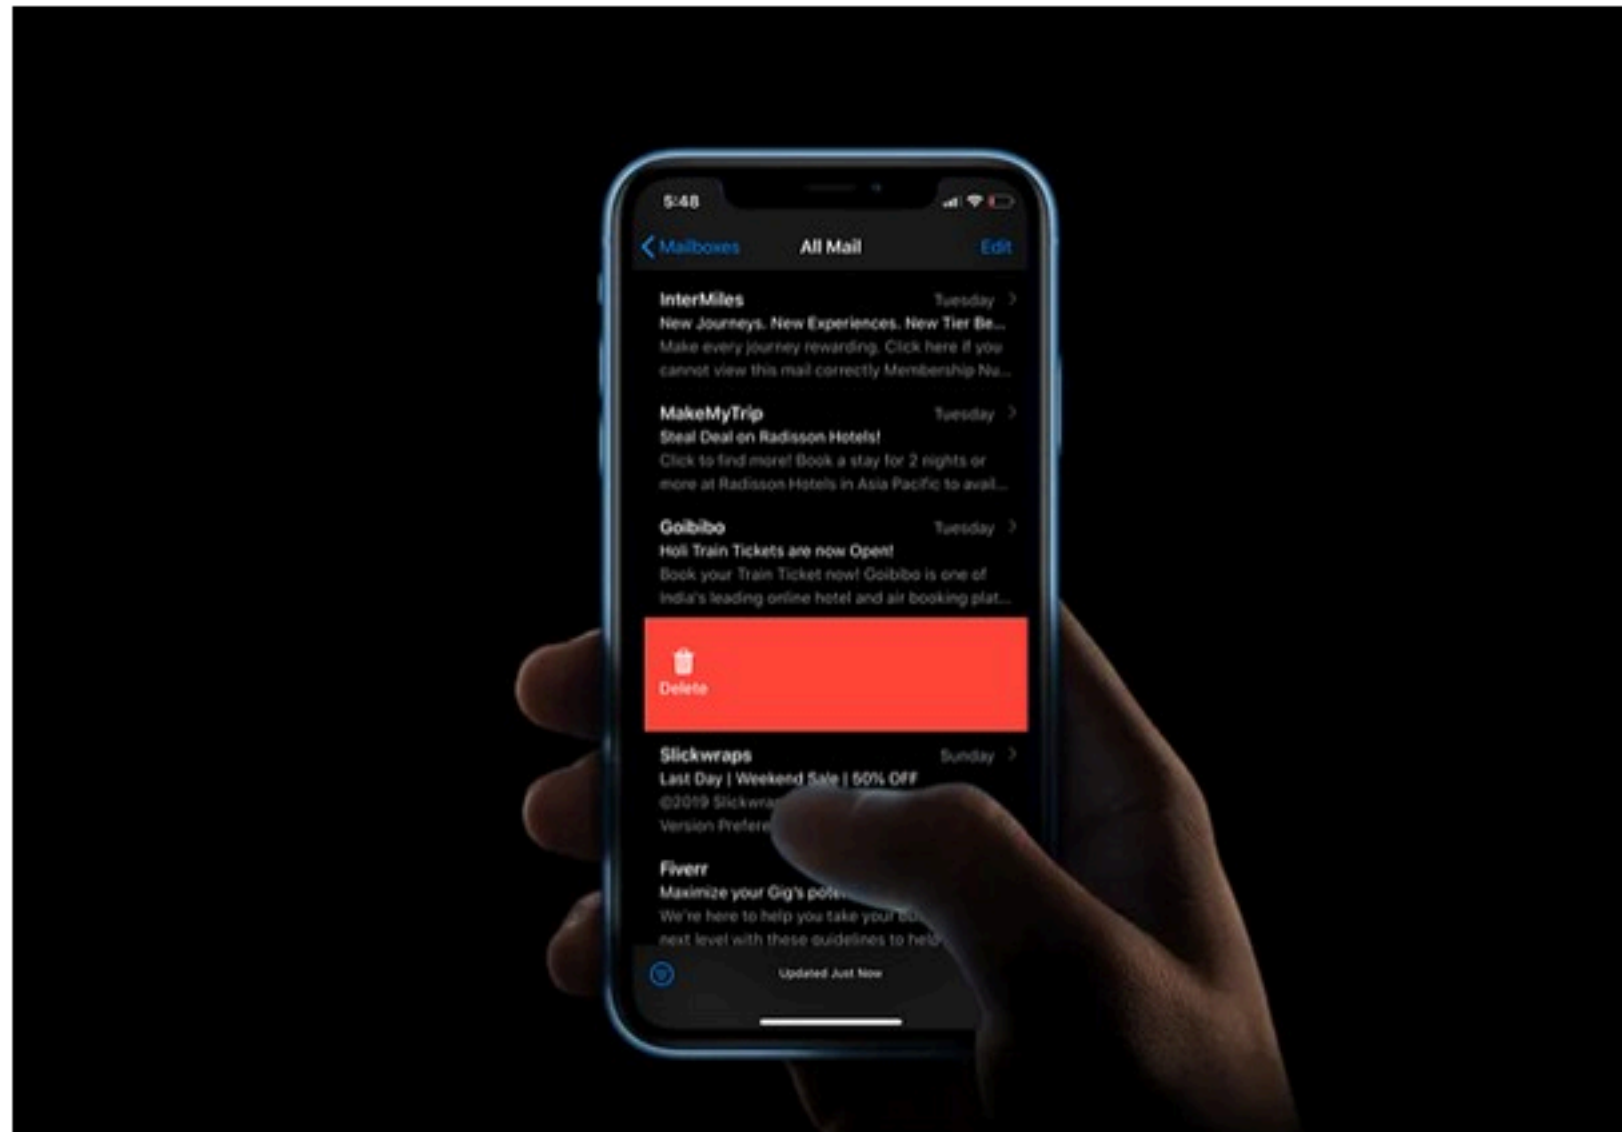 5:48
Mailboxes All Mail Edit
InterMiles Tuesday
New Journeys. New Experiences. New Tier Be...
Make every journey rewarding. Click here if you
cannot view this mail correctly Membership Nu...
MakeMyTrip Tuesday
Steal Deal on Radisson Hotels!
Click to find more! Book a stay for 2 nights or
more at Radisson Hotels in Asia Pacific to avail...
Goibibo Tuesday
Holi Train Tickets are now Open!
Book your Train Ticket now! Goibibo is one of
India's leading online hotel and air booking plat...
Delete
Slickwraps Sunday
Last Day | Weekend Sale | 50% OFF
©2019
Version
Fiverr
Maximize your Gig's
We're here to help you take your
next level with these guidelines to help
Updated Just Now